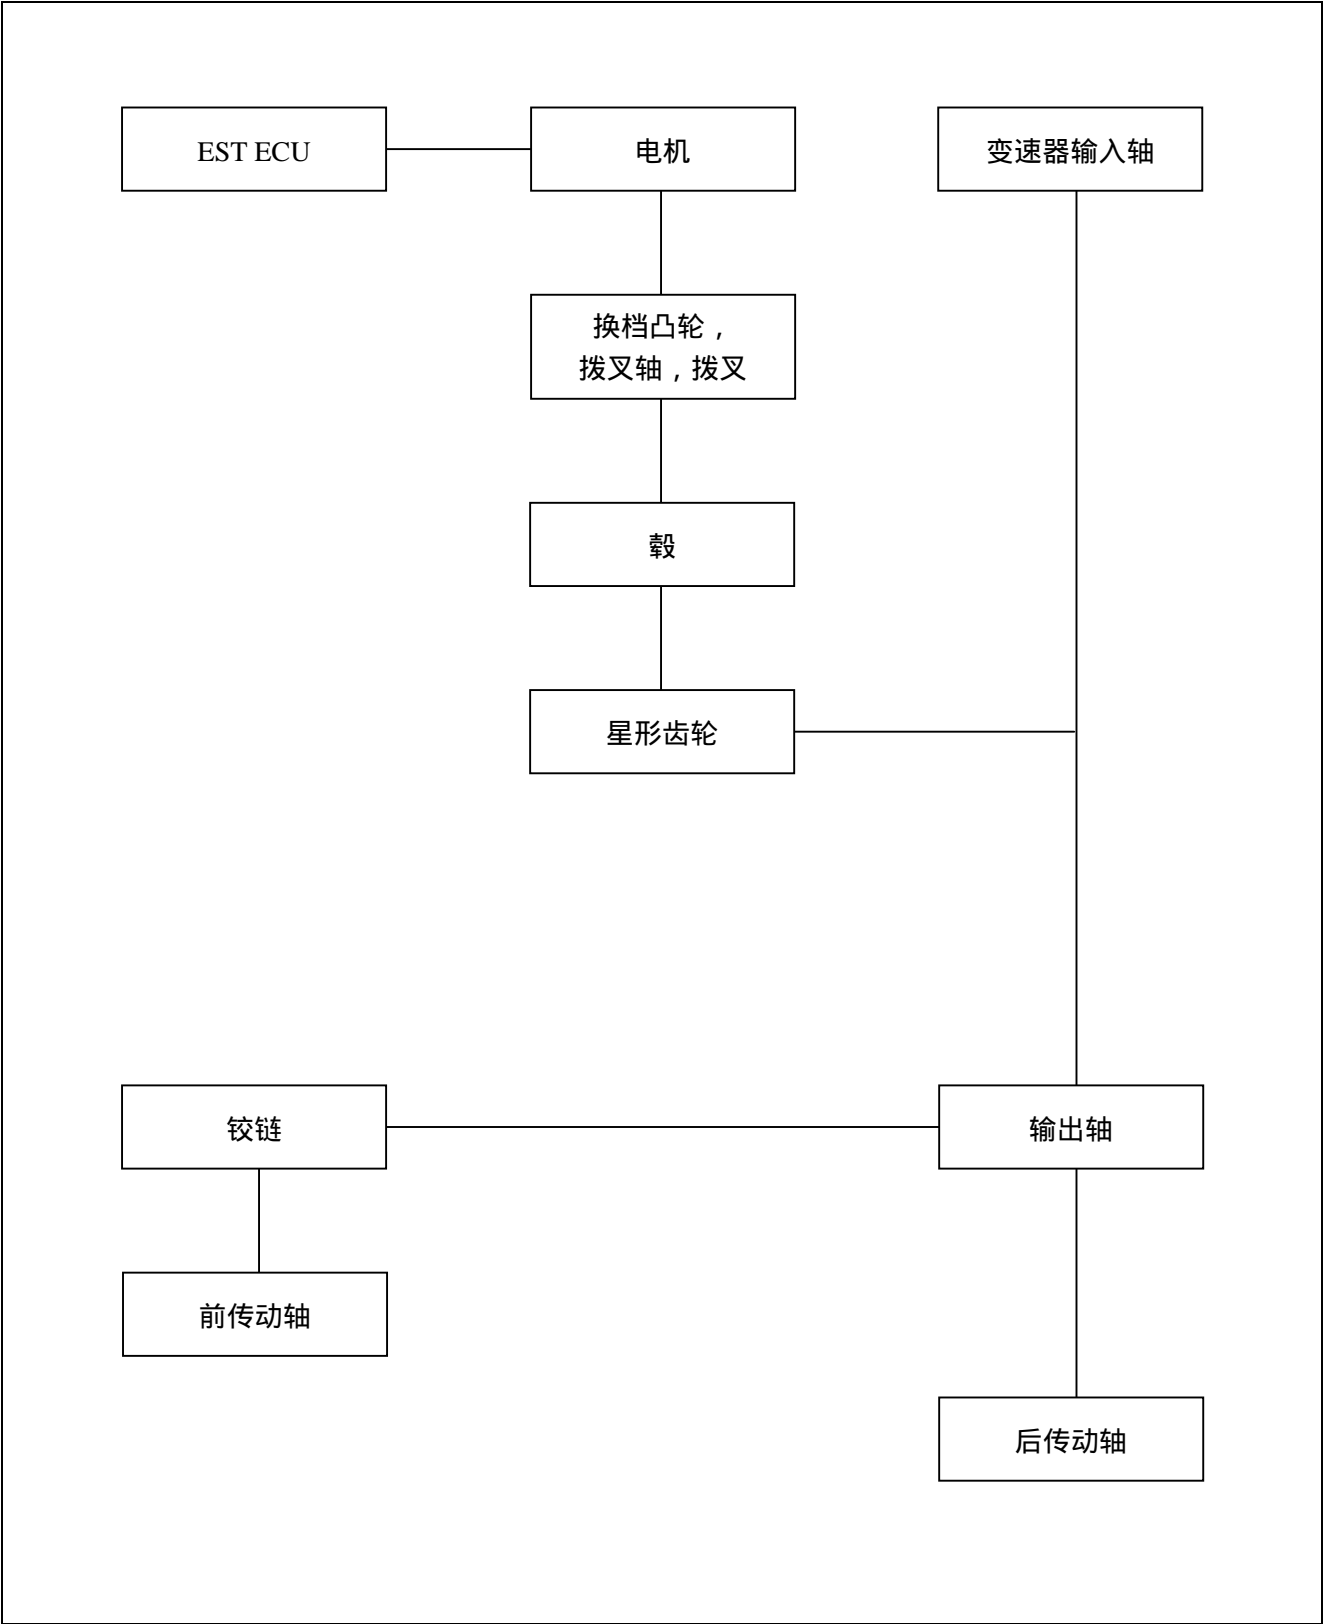 EST ECU
电机
变速器输入轴
换档凸轮，
拨叉轴，拨叉
毂
星形齿轮
铰链
输出轴
前传动轴
后传动轴